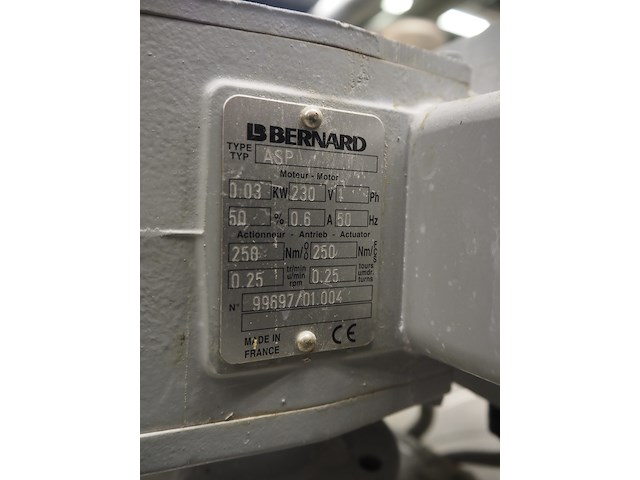 BERNARD
TYPE
TYP ASP
Moteur - Motor
0.03 KW 230 V 1 Ph
50 % 0.6 A 50 Hz
Actionneur - Antrieb - Actuator
250 Nm/ 250 Nm/
0.25 tr/min u/min rpm 0.25 tours umdr. turns
N° 99697/01.004
MADE IN
FRANCE CE